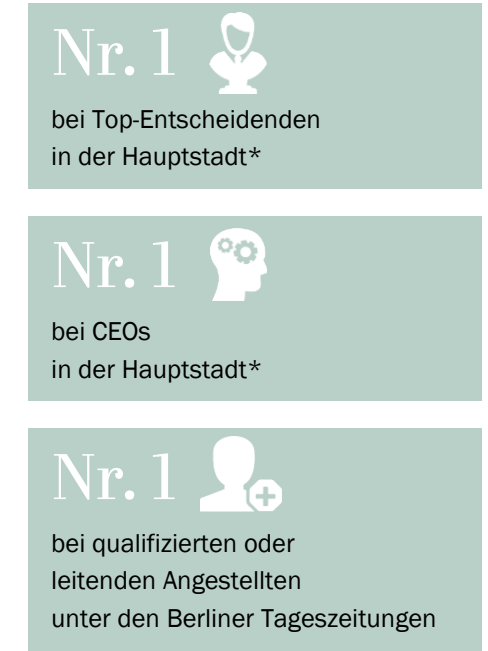 Nr. 1
bei Top-Entscheidenden
in der Hauptstadt*
Nr. 1
bei CEOs
in der Hauptstadt*
Nr. 1
bei qualifizierten oder
leitenden Angestellten
unter den Berliner Tageszeitungen